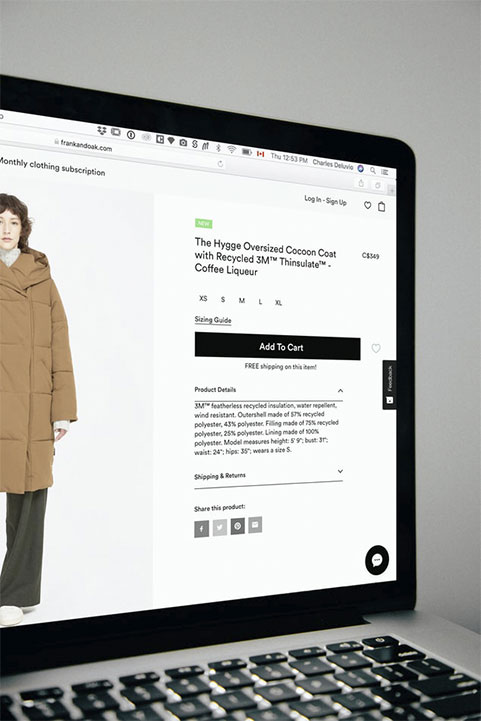 Thu 12:53 PM Charles Deluvio
frankandoak.com
Monthly clothing subscription
Log In - Sign Up
NEW
The Hygge Oversized Cocoon Coat C$349
with Recycled 3M™ Thinsulate™ -
Coffee Liqueur
XS S M L XL
Sizing Guide
Add To Cart
FREE shipping on this item!
Feedback
Product Details
3M™ featherless recycled insulation, water repellent,
wind resistant. Outershell made of 57% recycled
polyester, 43% polyester. Filling made of 75% recycled
polyester, 25% polyester. Lining made of 100%
polyester. Model measures height: 5' 9"; bust: 31";
waist: 24"; hips: 35"; wears a size S.
Shipping & Returns
Share this product: